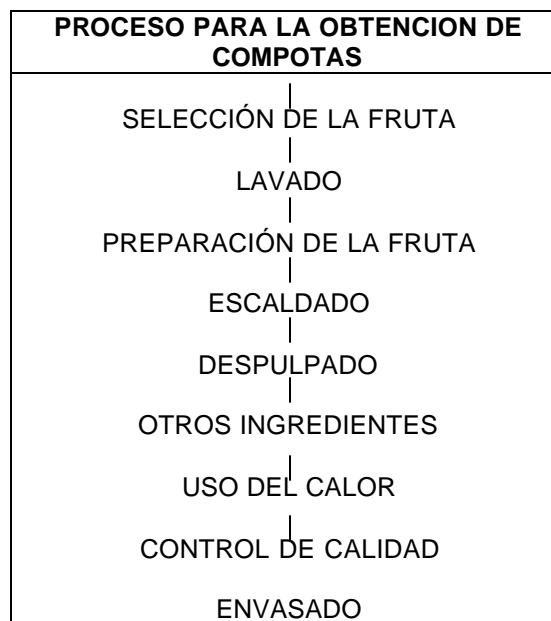 PROCESO PARA LA OBTENCION DE
COMPOTAS
SELECCIÓN DE LA FRUTA
LAVADO
PREPARACIÓN DE LA FRUTA
ESCALDADO
DESPULPADO
OTROS INGREDIENTES
USO DEL CALOR
CONTROL DE CALIDAD
ENVASADO